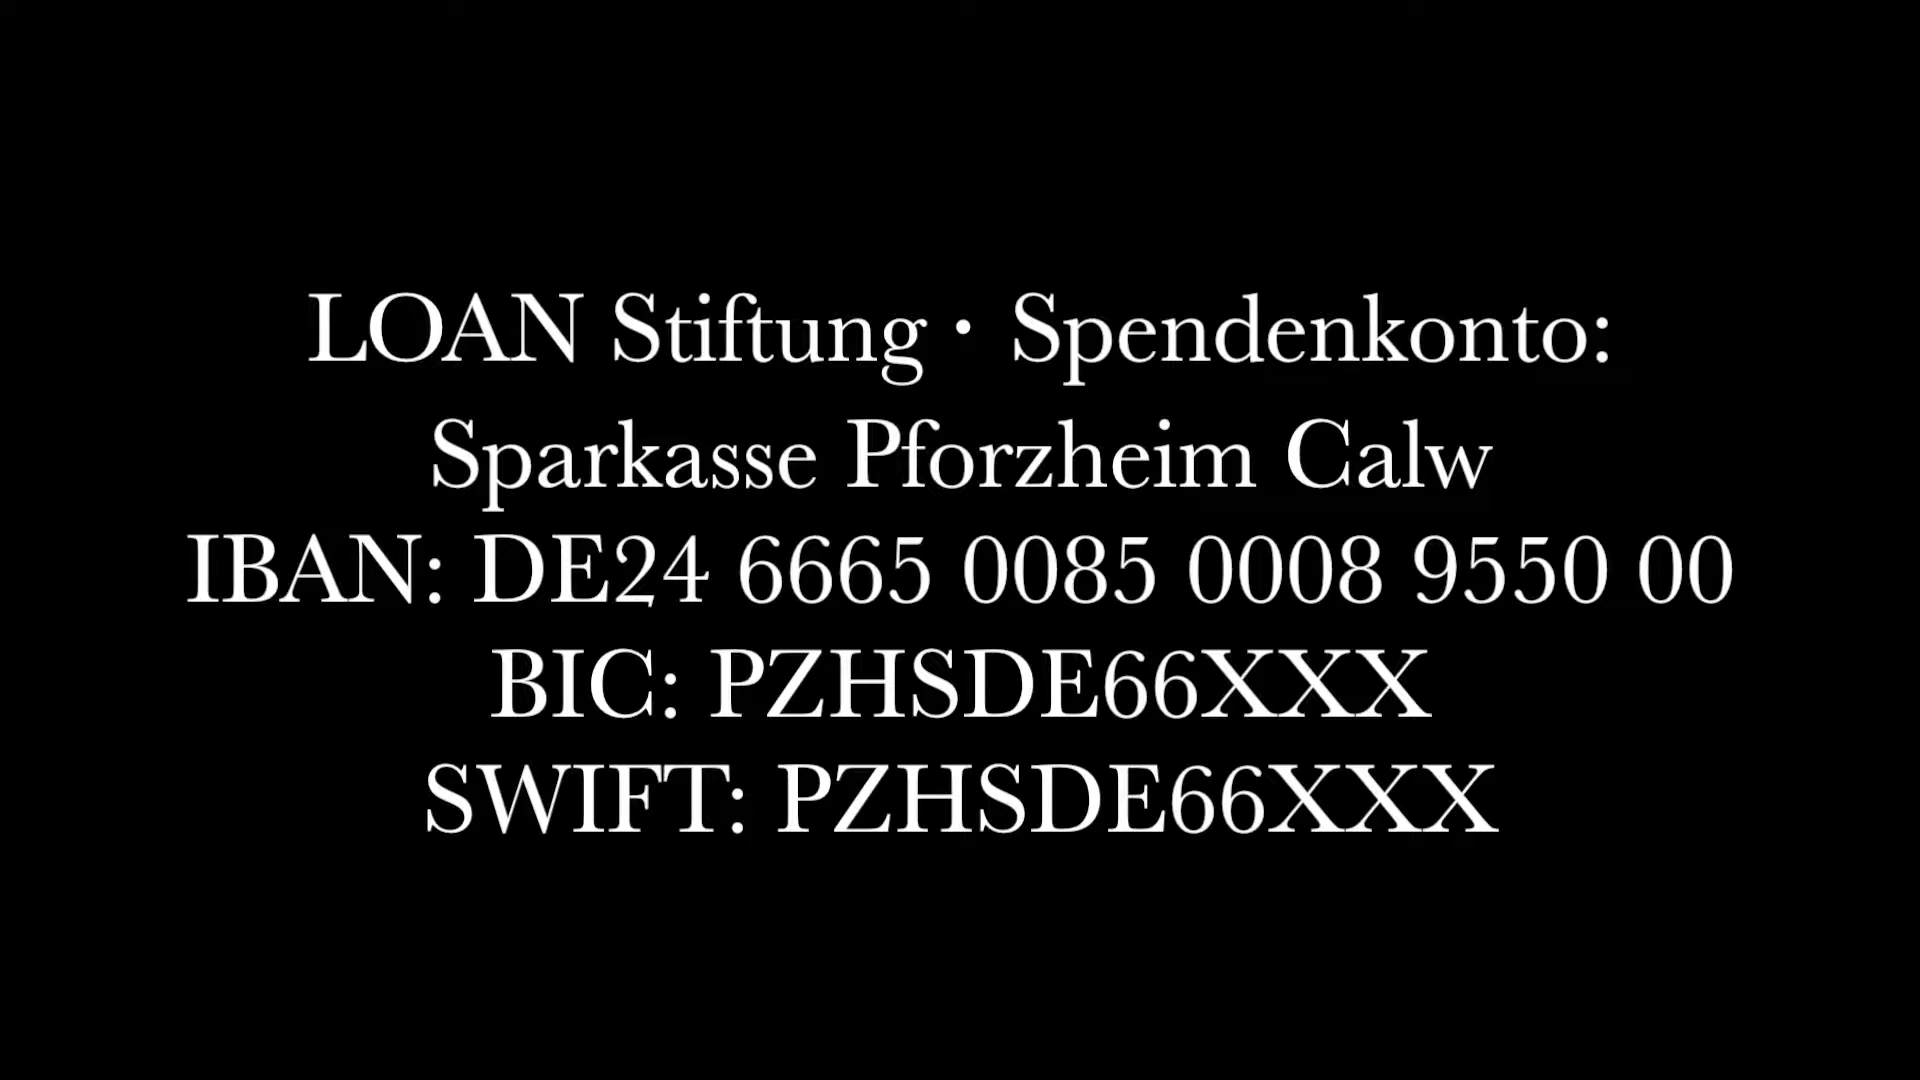 LOAN Stiftung • Spendenkonto:
Sparkasse Pforzheim Calw
IBAN: DE24 6665 0085 0008 9550 00
BIC: PZHSDE66XXX
SWIFT: PZHSDE66XXX